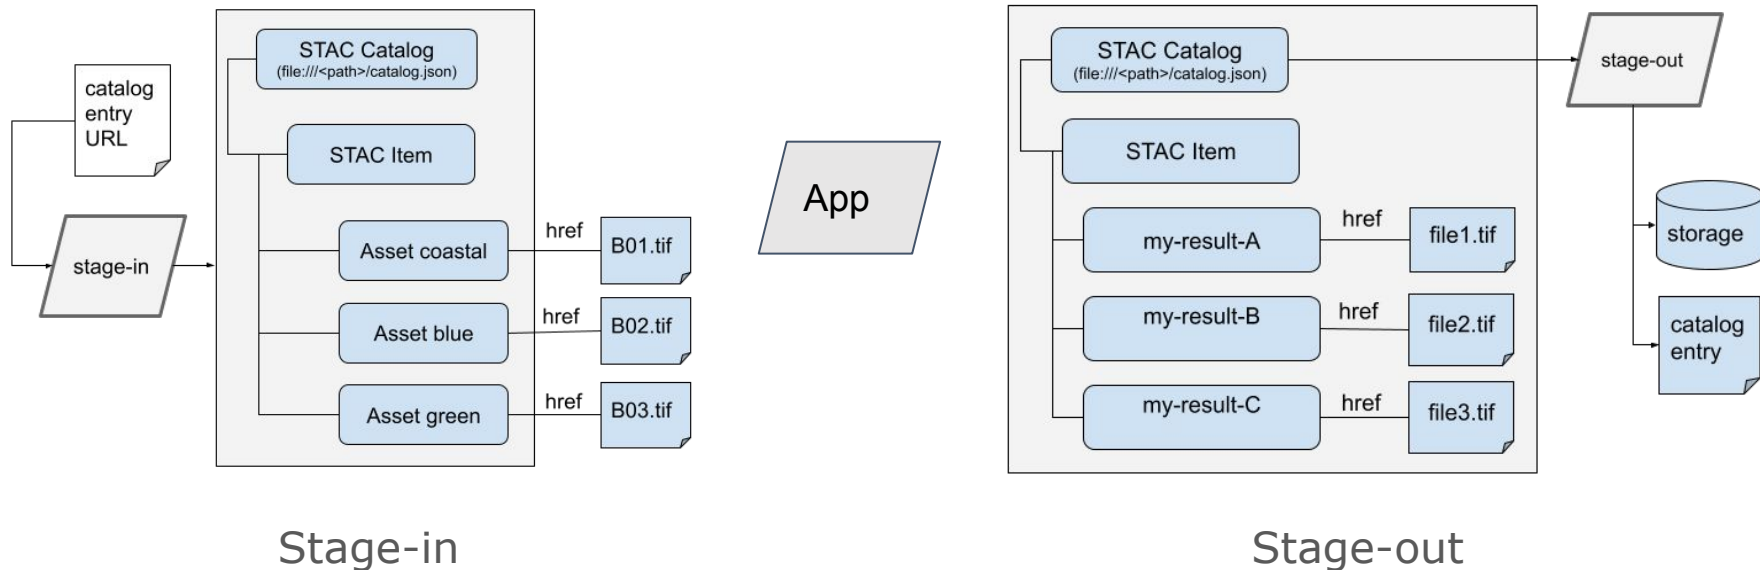 catalog
entry
URL
stage-in
STAC Catalog
(file:///<path>/catalog.json)
STAC Item
Asset coastal
href
B01.tif
Asset blue
href
B02.tif
Asset green
href
B03.tif
Stage-in
App
STAC Catalog
(file:///<path>/catalog.json)
STAC Item
my-result-A
href
file1.tif
my-result-B
href
file2.tif
my-result-C
href
file3.tif
stage-out
storage
catalog
entry
Stage-out